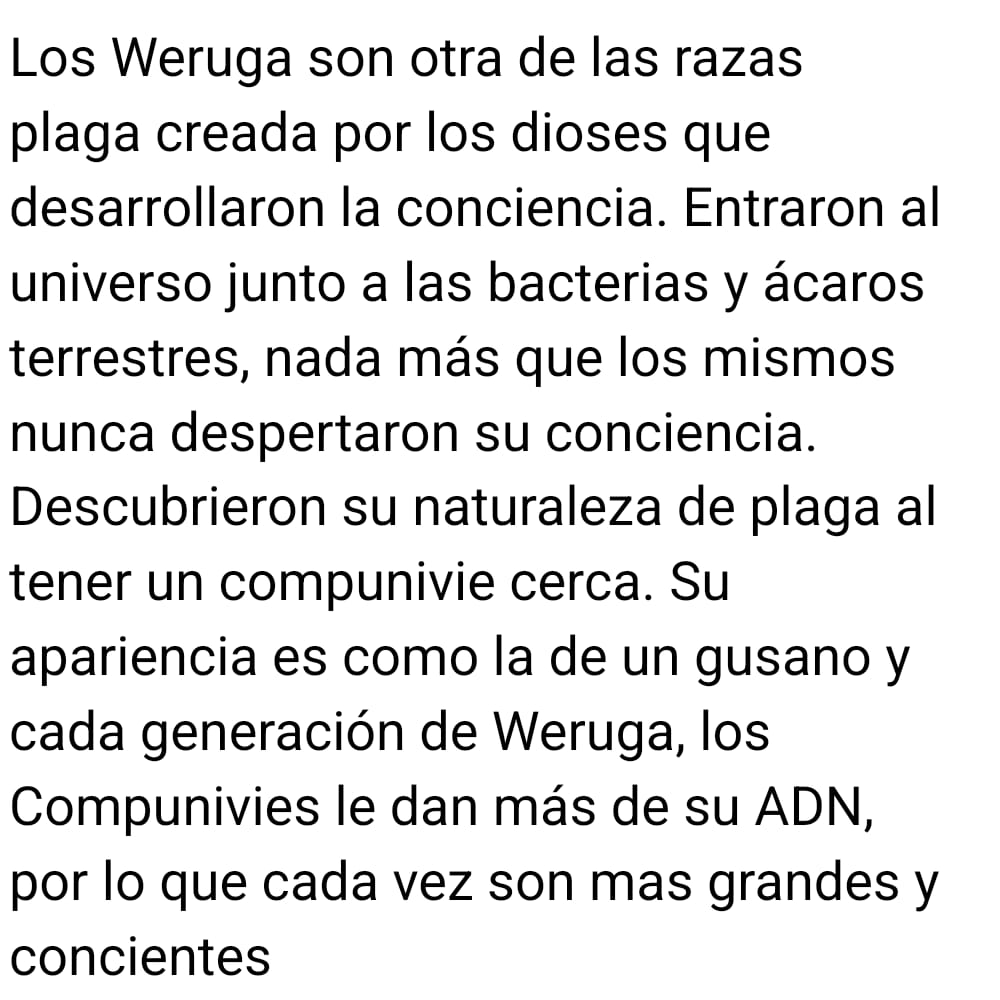 Los Weruga son otra de las razas
plaga creada por los dioses que
desarrollaron la conciencia. Entraron al
universo junto a las bacterias y ácaros
terrestres, nada más que los mismos
nunca despertaron su conciencia.
Descubrieron su naturaleza de plaga al
tener un compunivie cerca. Su
apariencia es como la de un gusano y
cada generación de Weruga, los
Compunivies le dan más de su ADN,
por lo que cada vez son mas grandes y
concientes